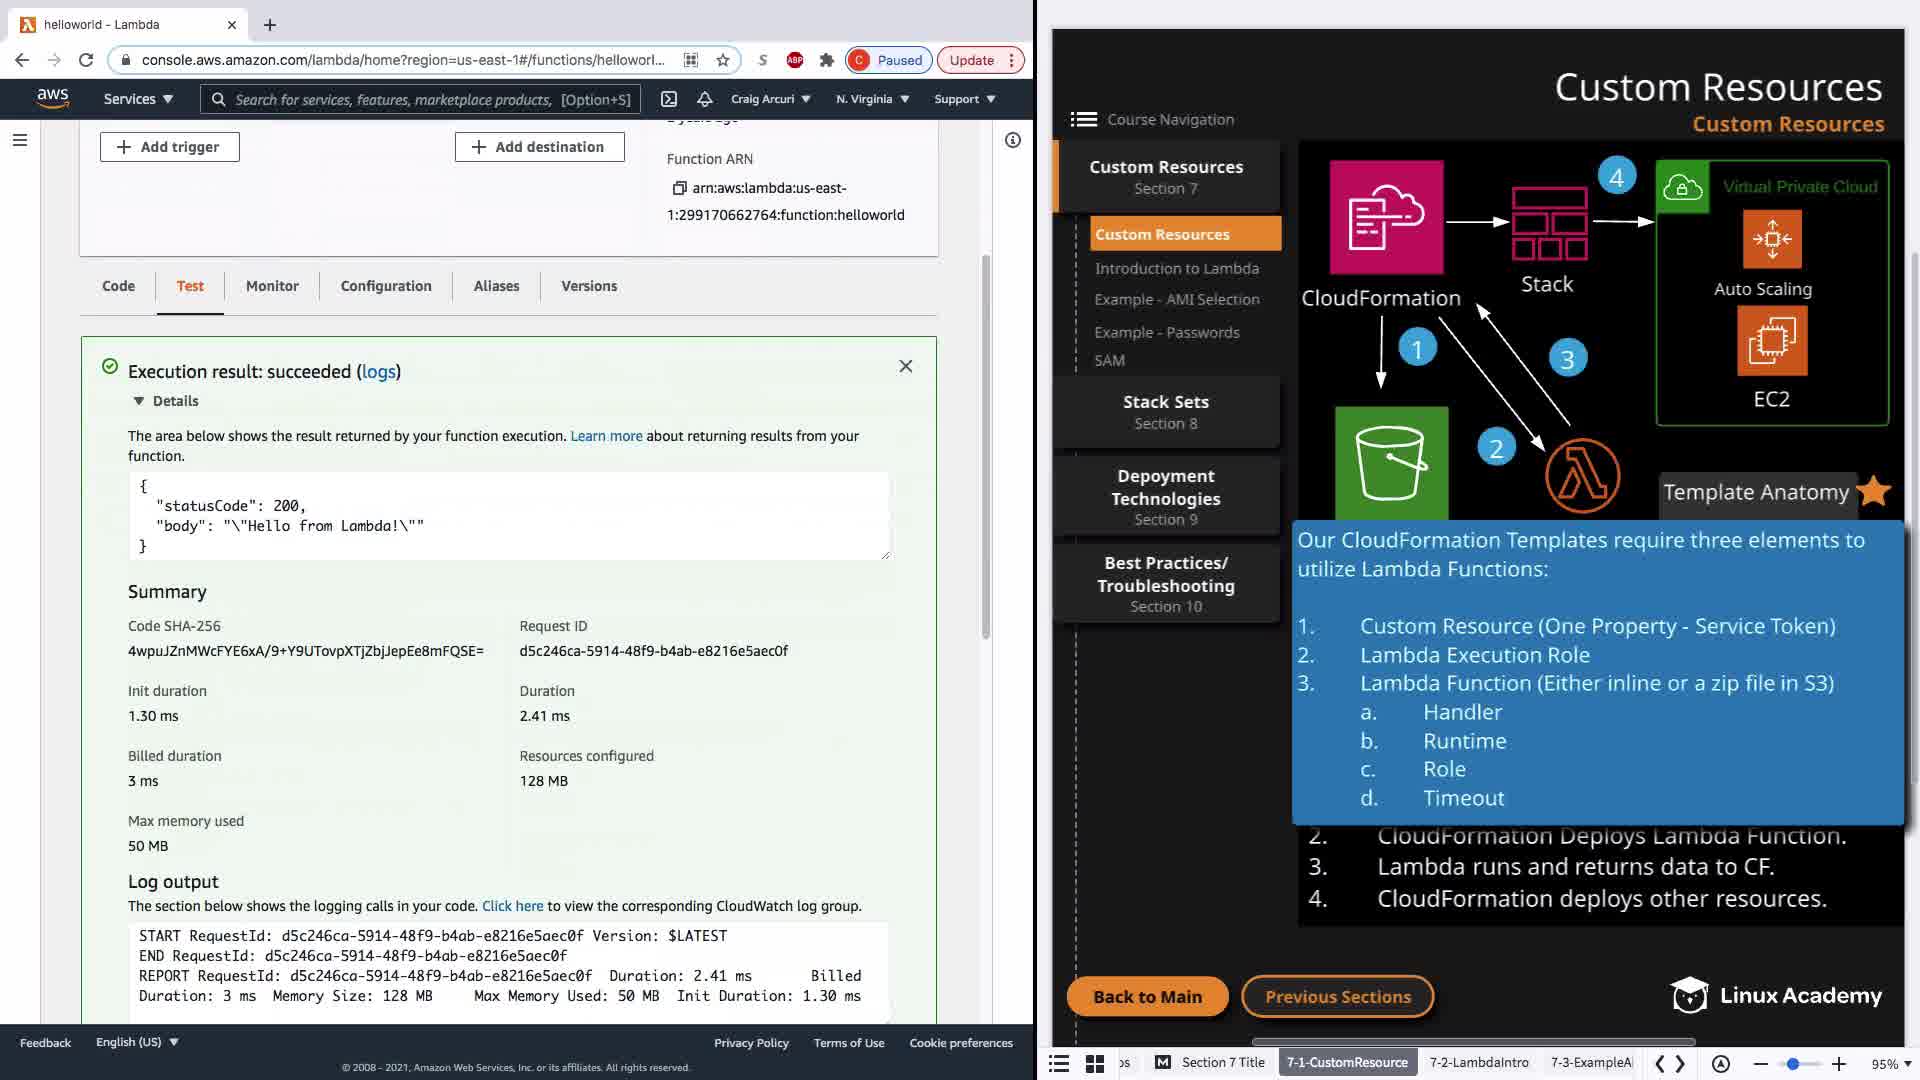 helloworld - Lambda
console.aws.amazon.com/lambda/home?region=us-east-1#/functions/helloworl...
ABP
C
Paused
Update
aws
Services
Search for services, features, marketplace products, [Option+S]
Craig Arcuri
N. Virginia
Support
Add trigger
Add destination
Function ARN
arn:aws:lambda:us-east-
1:299170662764:function:helloworld
Code
Test
Monitor
Configuration
Aliases
Versions
Execution result: succeeded (logs)
Details
The area below shows the result returned by your function execution. Learn more about returning results from your
function.
{
"statusCode": 200,
"body": "\"Hello from Lambda!\""
}
Summary
Code SHA-256
4wpuJZnMWcFYE6xA/9+Y9UTovpXTjZbjJepEe8mFQSE=
Request ID
d5c246ca-5914-48f9-b4ab-e8216e5aec0f
Init duration
1.30 ms
Duration
2.41 ms
Billed duration
3 ms
Resources configured
128 MB
Max memory used
50 MB
Log output
The section below shows the logging calls in your code. Click here to view the corresponding CloudWatch log group.
START RequestId: d5c246ca-5914-48f9-b4ab-e8216e5aec0f Version: $LATEST
END RequestId: d5c246ca-5914-48f9-b4ab-e8216e5aec0f
REPORT RequestId: d5c246ca-5914-48f9-b4ab-e8216e5aec0f Duration: 2.41 ms Billed
Duration: 3 ms Memory Size: 128 MB Max Memory Used: 50 MB Init Duration: 1.30 ms
Feedback
English (US)
Privacy Policy
Terms of Use
Cookie preferences
© 2008 - 2021, Amazon Web Services, Inc. or its affiliates. All rights reserved.
Custom Resources
Custom Resources
Course Navigation
Custom Resources
Section 7
Custom Resources
Introduction to Lambda
Example - AMI Selection
Example - Passwords
SAM
Stack Sets
Section 8
Depoyment
Technologies
Section 9
Best Practices/
Troubleshooting
Section 10
CloudFormation
Stack
4
Virtual Private Cloud
Auto Scaling
EC2
1
3
2
Template Anatomy
Our CloudFormation Templates require three elements to
utilize Lambda Functions:
1. Custom Resource (One Property - Service Token)
2. Lambda Execution Role
3. Lambda Function (Either inline or a zip file in S3)
a. Handler
b. Runtime
c. Role
d. Timeout
2. CloudFormation Deploys Lambda Function.
3. Lambda runs and returns data to CF.
4. CloudFormation deploys other resources.
Back to Main
Previous Sections
Linux Academy
Section 7 Title
7-1-CustomResource
7-2-LambdaIntro
7-3-ExampleA
95%